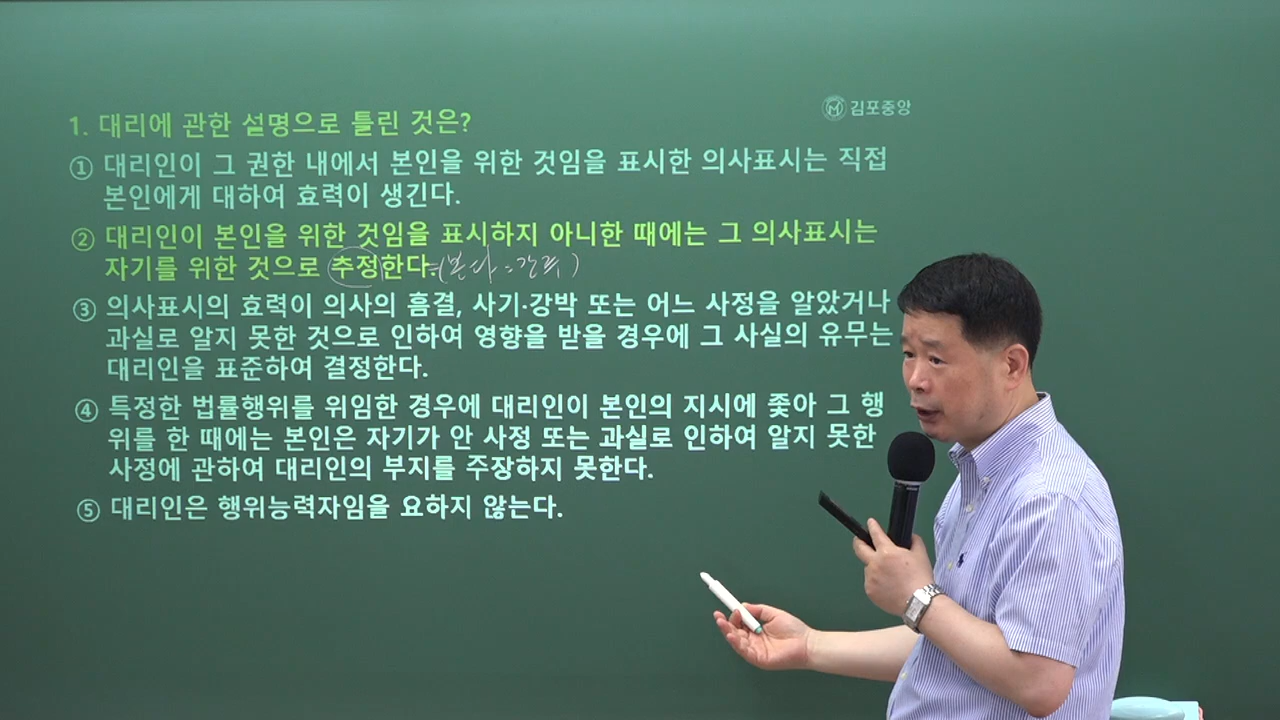 김포중앙
1. 대리에 관한 설명으로 틀린 것은?
① 대리인이 그 권한 내에서 본인을 위한 것임을 표시한 의사표시는 직접
본인에게 대하여 효력이 생긴다.
② 대리인이 본인을 위한 것임을 표시하지 아니한 때에는 그 의사표시는
자기를 위한 것으로 추정한다. (본다 = 간주)
③ 의사표시의 효력이 의사의 흠결, 사기·강박 또는 어느 사정을 알았거나
과실로 알지 못한 것으로 인하여 영향을 받을 경우에 그 사실의 유무는
대리인을 표준하여 결정한다.
④ 특정한 법률행위를 위임한 경우에 대리인이 본인의 지시에 좇아 그 행
위를 한 때에는 본인은 자기가 안 사정 또는 과실로 인하여 알지 못한
사정에 관하여 대리인의 부지를 주장하지 못한다.
⑤ 대리인은 행위능력자임을 요하지 않는다.